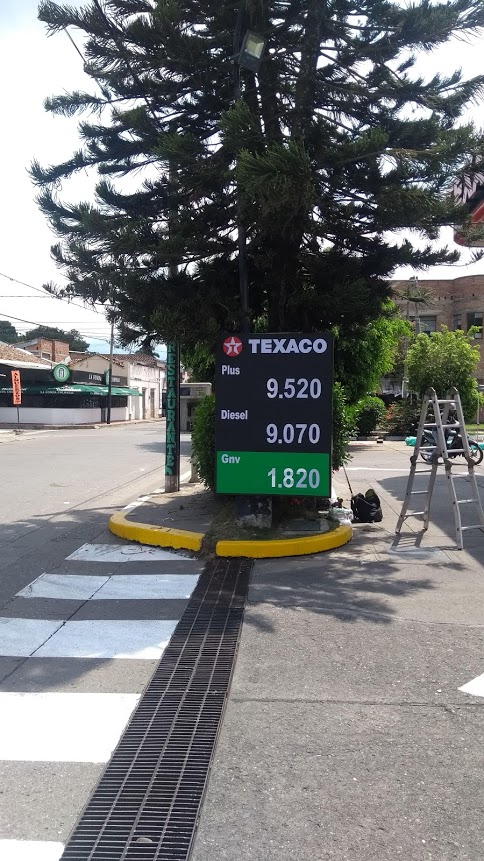 TEXACO
Plus
9.520
Diesel
9.070
Gnv
1.820
RESTAURANTE